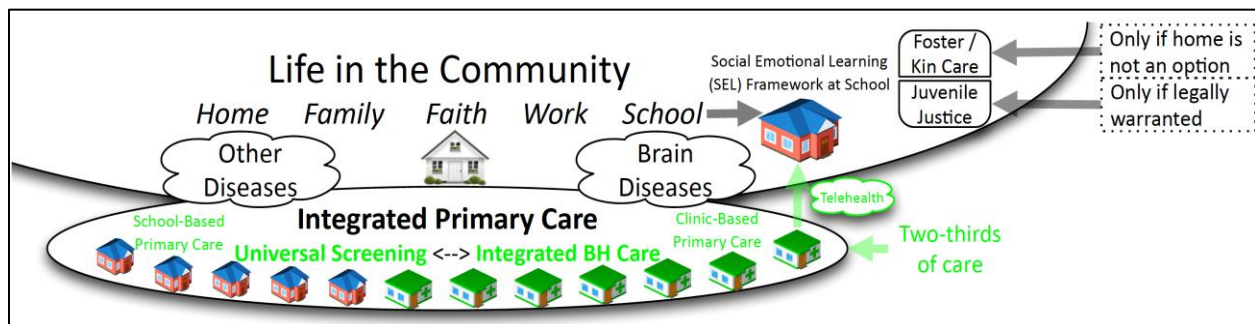 Life in the Community
Home Family Faith Work School
Social Emotional Learning
(SEL) Framework at School
Foster /
Kin Care
Juvenile
Justice
Only if home is
not an option
Only if legally
warranted
Other
Diseases
Brain
Diseases
Telehealth
Integrated Primary Care
School-Based
Primary Care
Clinic-Based
Primary Care
Universal Screening <--> Integrated BH Care
Two-thirds
of care